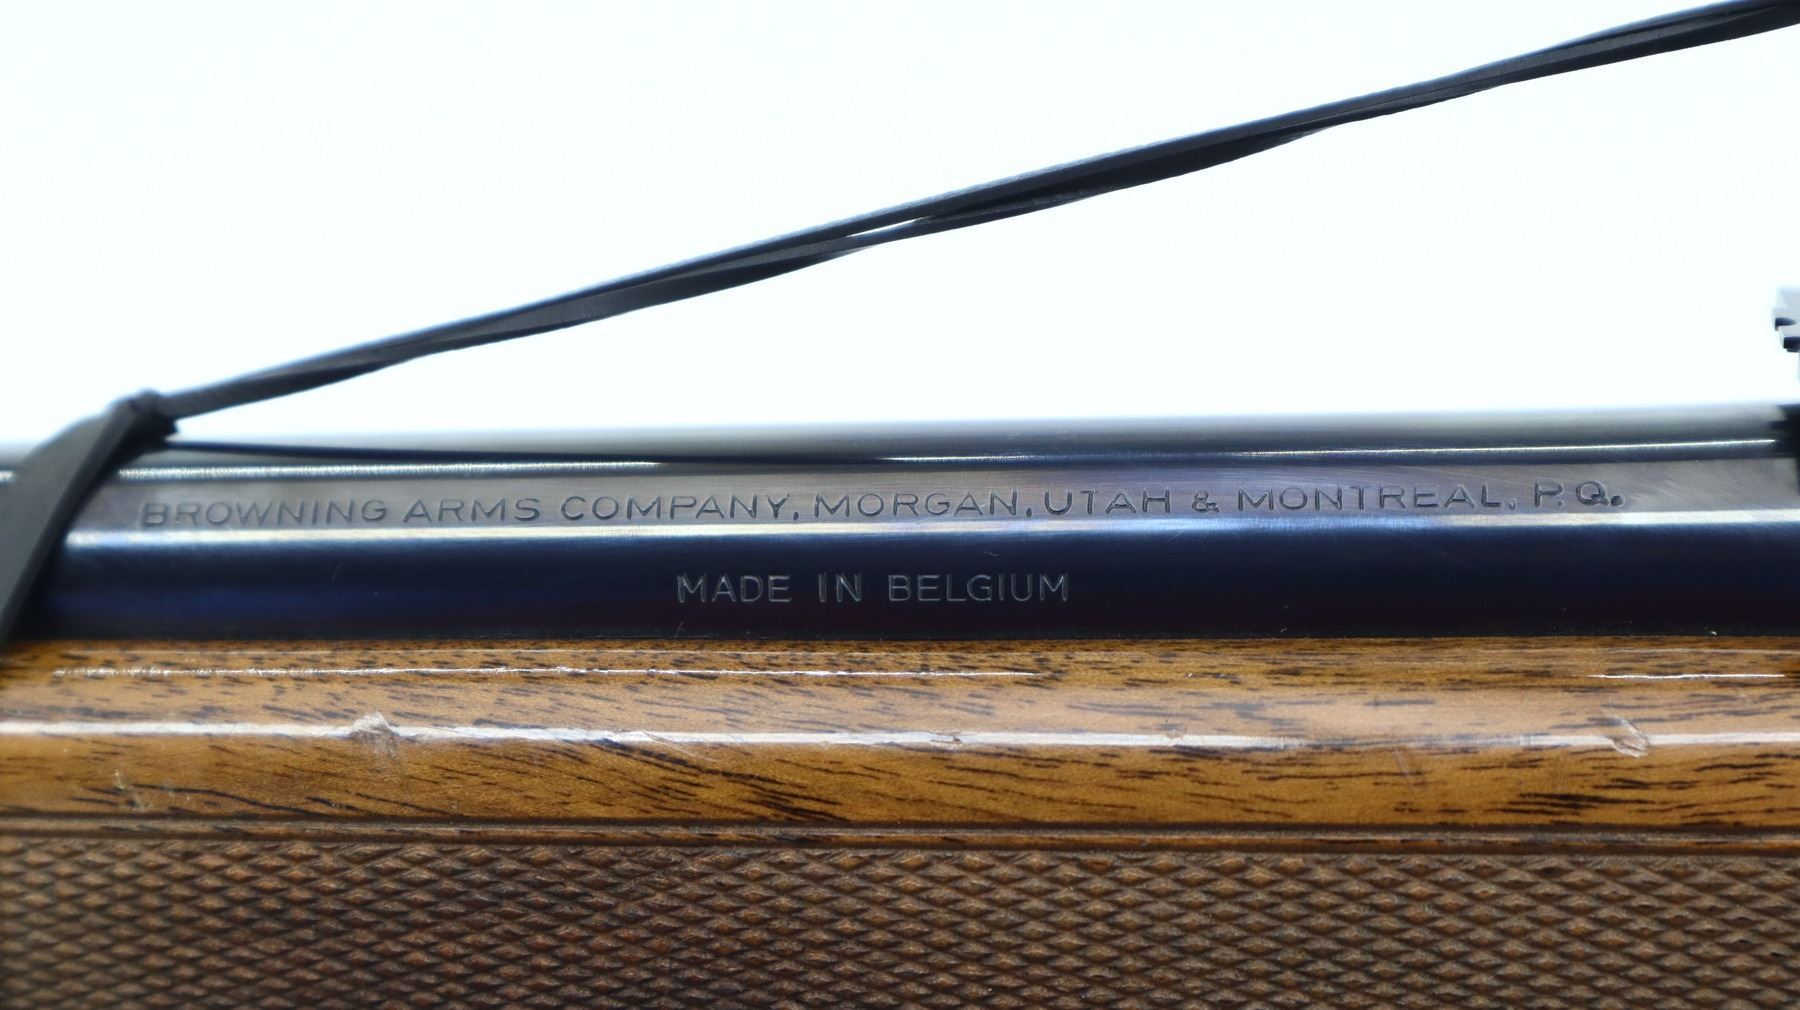 BROWNING ARMS COMPANY, MORGAN, UTAH & MONTREAL, P.Q.
MADE IN BELGIUM